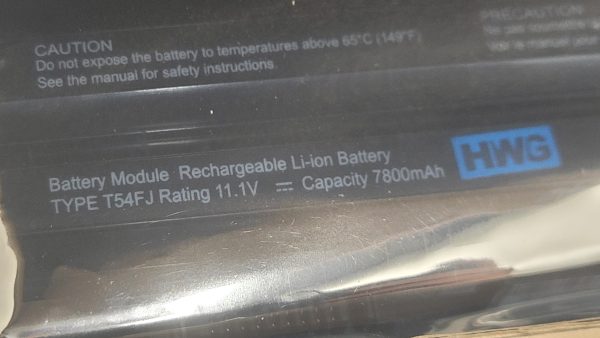 CAUTION
Do not expose the battery to temperatures above 65°C (149°F)
See the manual for safety instructions
PRECAUTION
Battery Module Rechargeable Li-ion Battery
TYPE T54FJ Rating 11.1V ⎓ Capacity 7800mAh
HWG